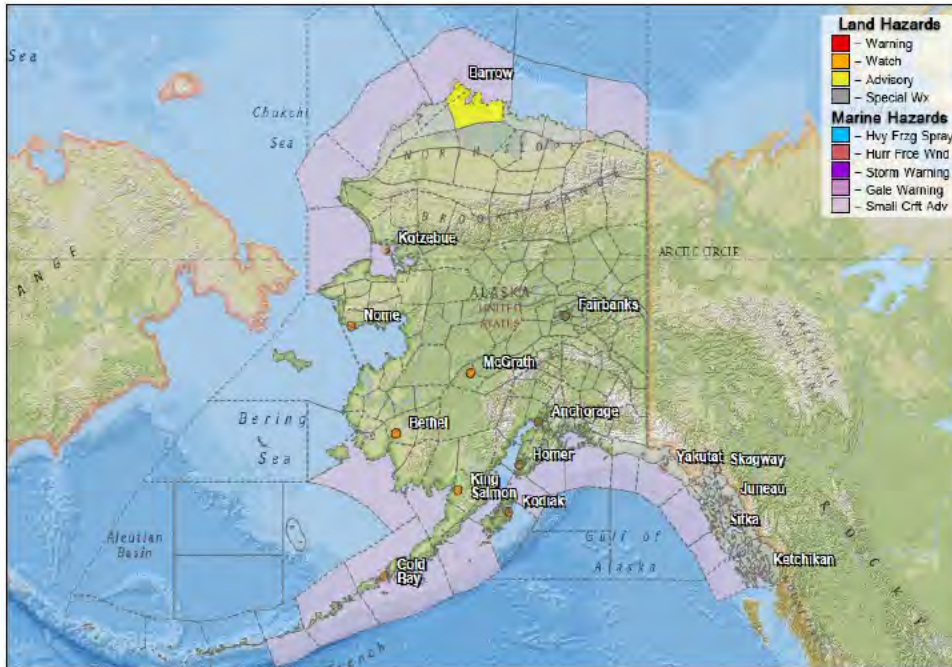 Land Hazards
– Warning
– Watch
– Advisory
– Special Wx
Marine Hazards
– Hvy Frzg Spray
– Hurr Frce Wnd
– Storm Warning
– Gale Warning
– Small Crft Adv
Sea
Barrow
Chukchi
Sea
NORTH SLOPE
BROOKS RANGE
Kotzebue
ARCTIC CIRCLE
ANGE
ALASKA
UNITED
STATES
Fairbanks
Nome
McGrath
Anchorage
Bering
Sea
Bethel
Homer
Yakutat
Skagway
King
Salmon
Juneau
Kodiak
Sitka
Aleutian
Basin
Gulf of
Alaska
Cold
Bay
Ketchikan
ROCKY